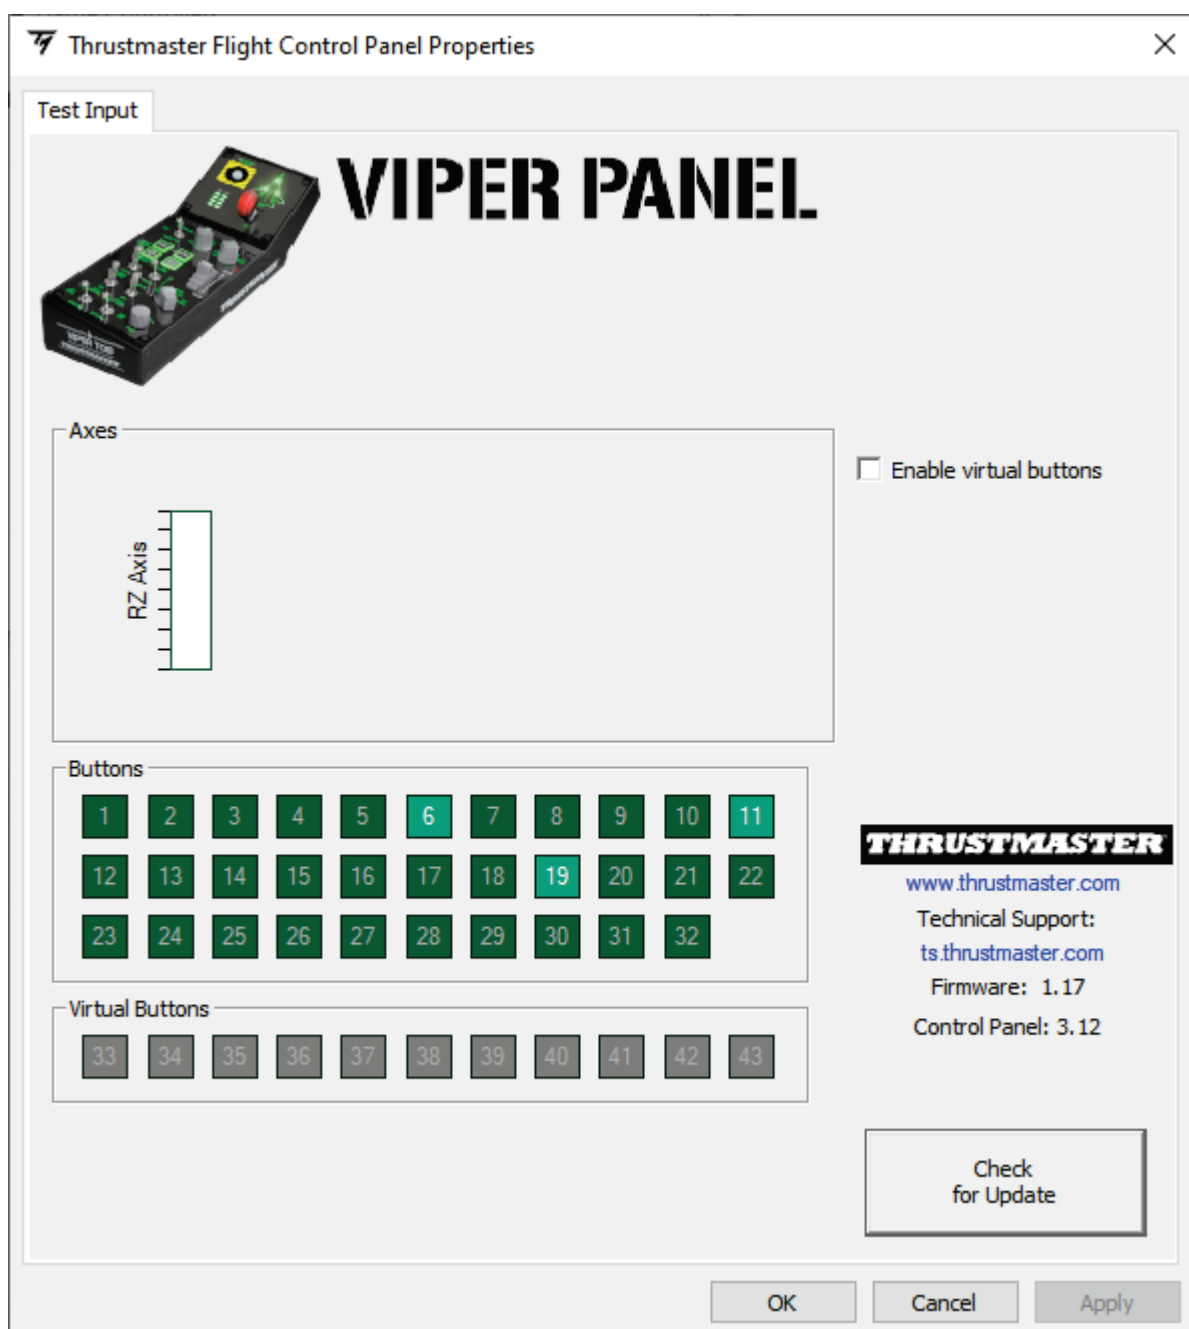 Thrustmaster Flight Control Panel Properties
Test Input
VIPER PANEL
Axes
Enable virtual buttons
RZ Axis
Buttons
1 2 3 4 5 6 7 8 9 10 11
12 13 14 15 16 17 18 19 20 21 22
23 24 25 26 27 28 29 30 31 32
Virtual Buttons
33 34 35 36 37 38 39 40 41 42 43
THRUSTMASTER
www.thrustmaster.com
Technical Support:
ts.thrustmaster.com
Firmware: 1.17
Control Panel: 3.12
Check
for Update
OK Cancel Apply